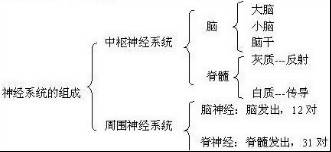 大脑
小脑
脑干
脑
灰质---反射
脊髓
白质---传导
中枢神经系统
神经系统的组成
脑神经：脑发出，12对
周围神经系统
脊神经：脊髓发出，31对